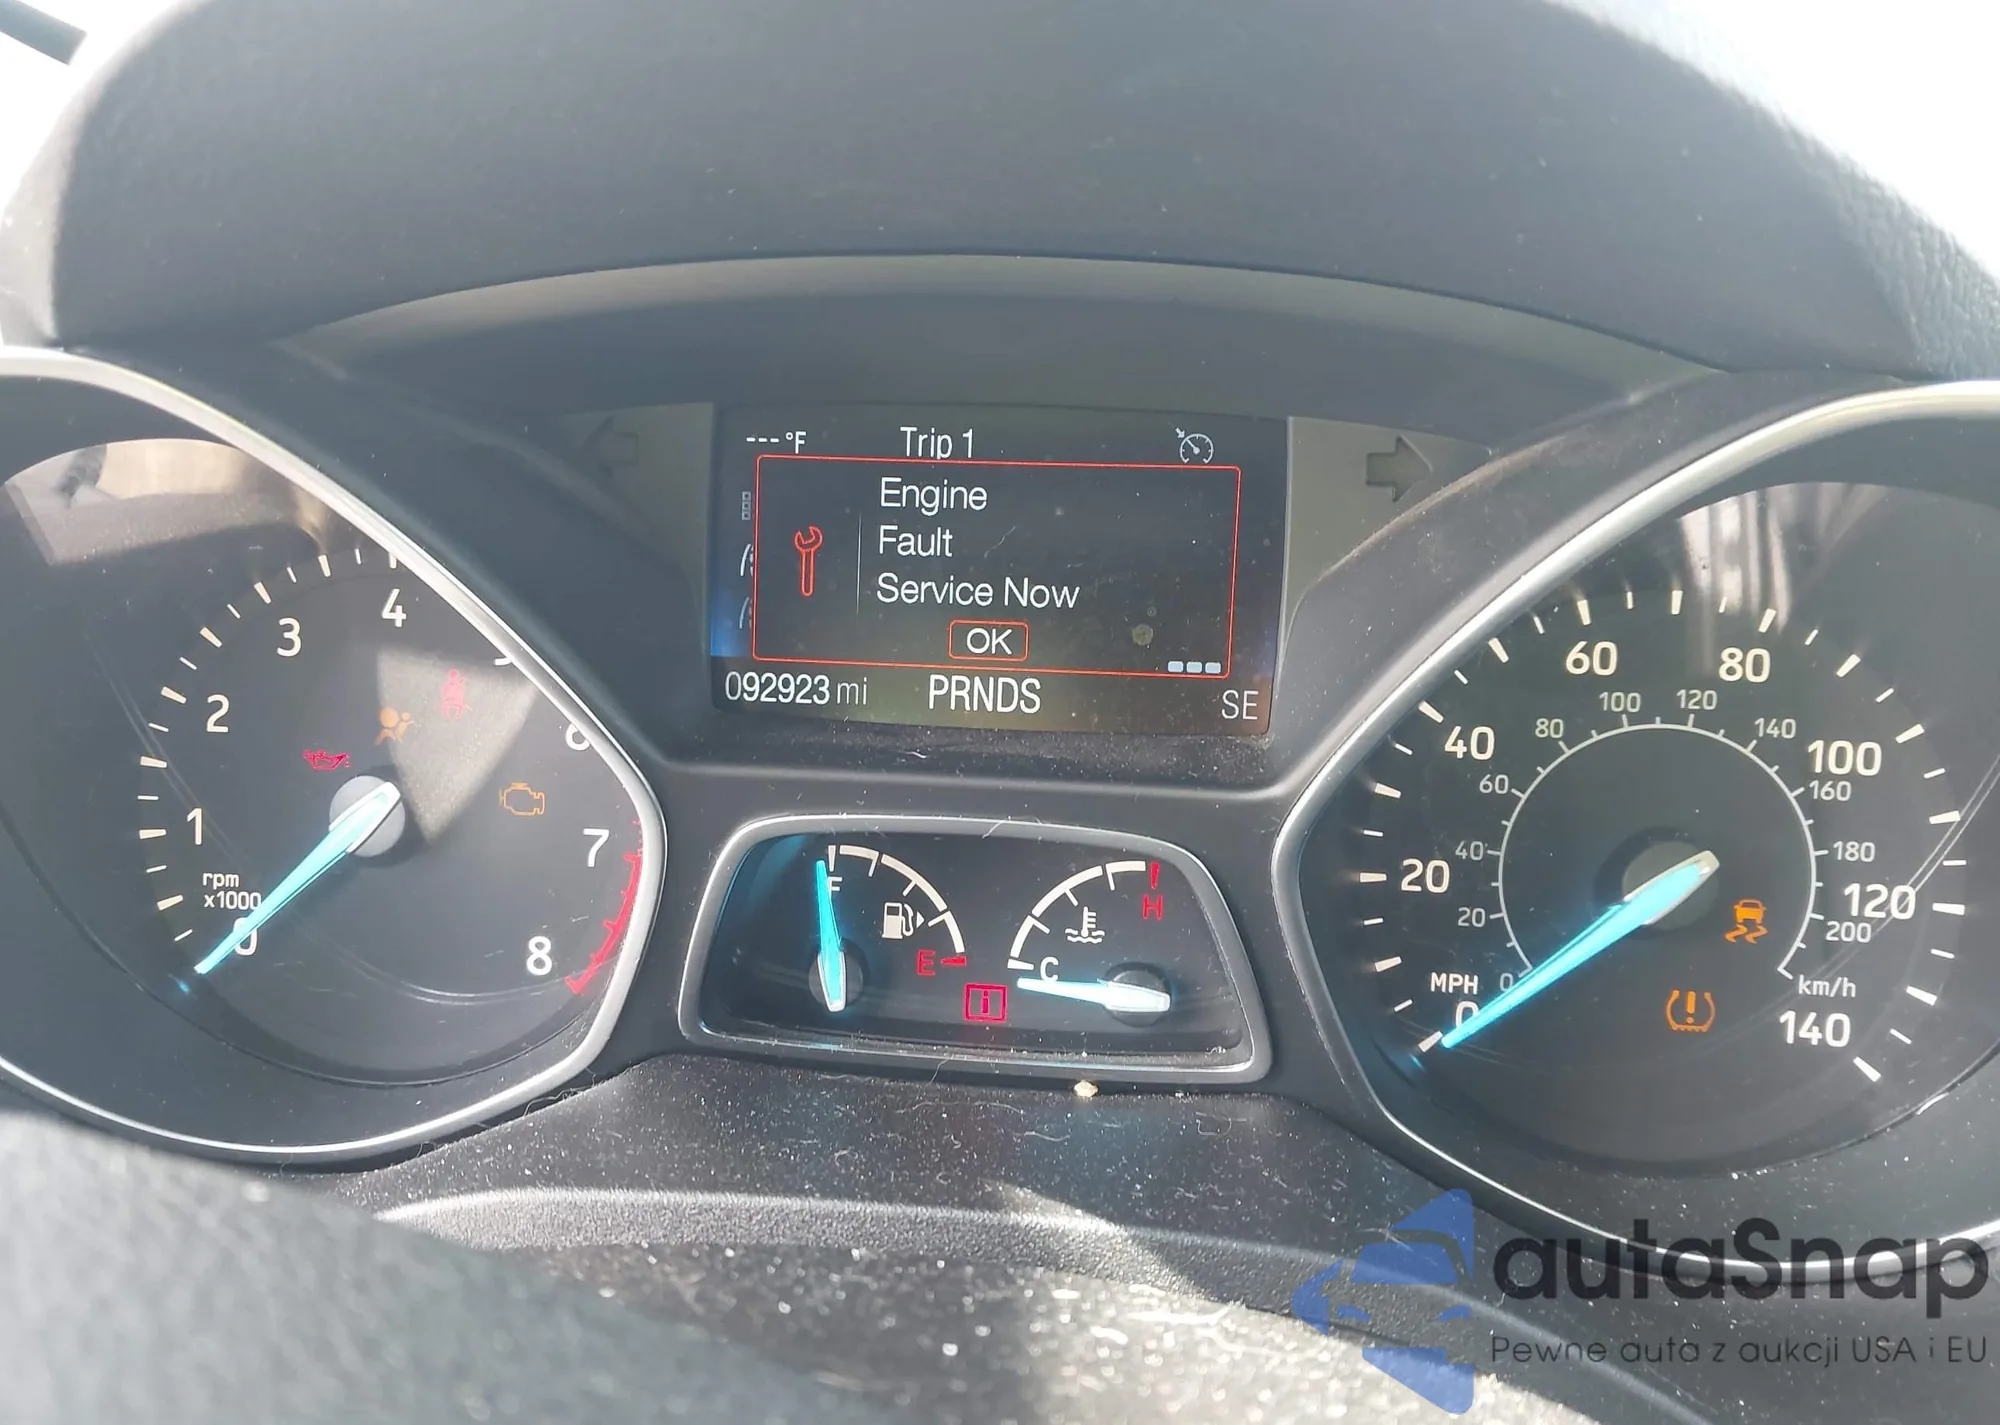 ---°F Trip 1
Engine
Fault
Service Now
OK
092923 mi PRNDS SE
rpm
x1000
0
1
2
3
4
6
7
8
F
E
C
H
MPH
0
20
40
60
80
100
120
140
0
20
40
60
80
100
120
140
160
180
200
km/h
autaSnap
Pewne auta z aukcji USA i EU